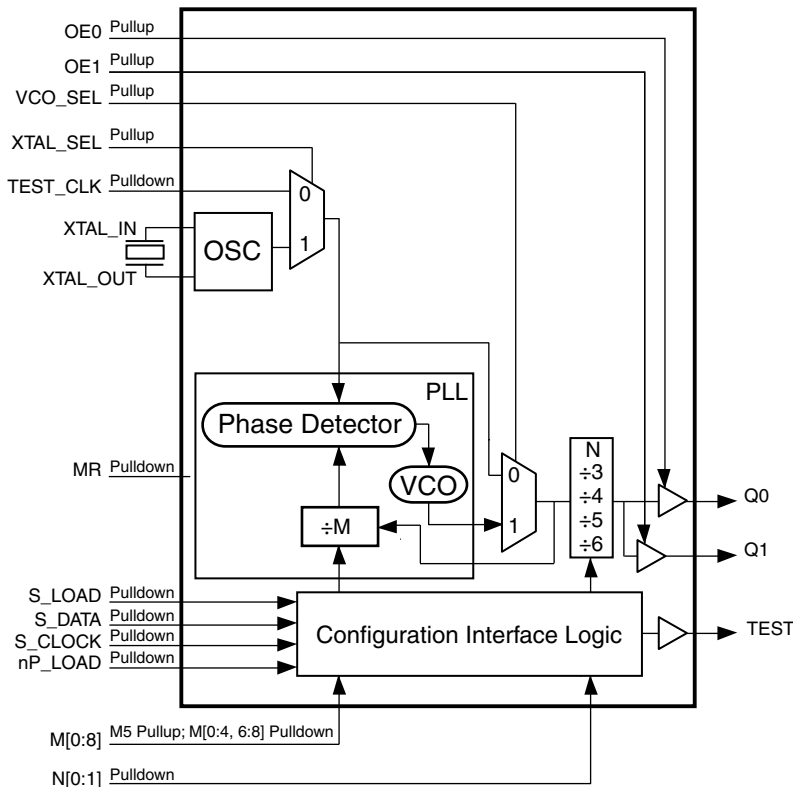 OE0 Pullup
OE1 Pullup
VCO_SEL Pullup
XTAL_SEL Pullup
TEST_CLK Pulldown
0
XTAL_IN
OSC
1
XTAL_OUT
PLL
Phase Detector
N
÷3
÷4
÷5
÷6
MR Pulldown
VCO
0
1
÷M
Q0
Q1
S_LOAD Pulldown
S_DATA Pulldown
S_CLOCK Pulldown
nP_LOAD Pulldown
Configuration Interface Logic
TEST
M[0:8] M5 Pullup; M[0:4, 6:8] Pulldown
N[0:1] Pulldown